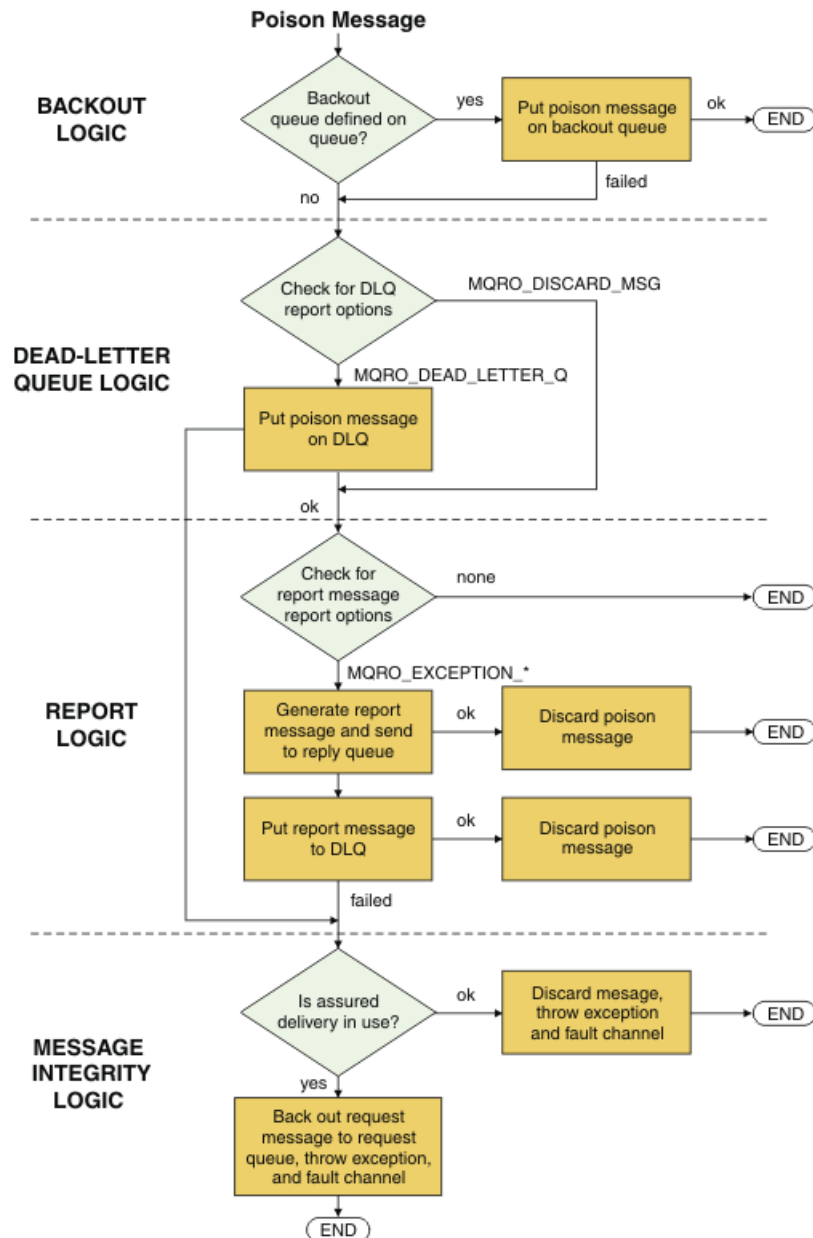 Poison Message
BACKOUT
LOGIC
Backout
queue defined on
queue?
yes
Put poison message
on backout queue
ok
END
failed
no
Check for DLQ
report options
MQRO_DISCARD_MSG
DEAD-LETTER
QUEUE LOGIC
MQRO_DEAD_LETTER_Q
Put poison message
on DLQ
ok
Check for
report message
report options
none
END
MQRO_EXCEPTION_*
REPORT
LOGIC
Generate report
message and send
to reply queue
ok
Discard poison
message
END
Put report message
to DLQ
ok
Discard poison
message
END
failed
Is assured
delivery in use?
ok
Discard mesage,
throw exception
and fault channel
END
MESSAGE
INTEGRITY
LOGIC
yes
Back out request
message to request
queue, throw exception,
and fault channel
END